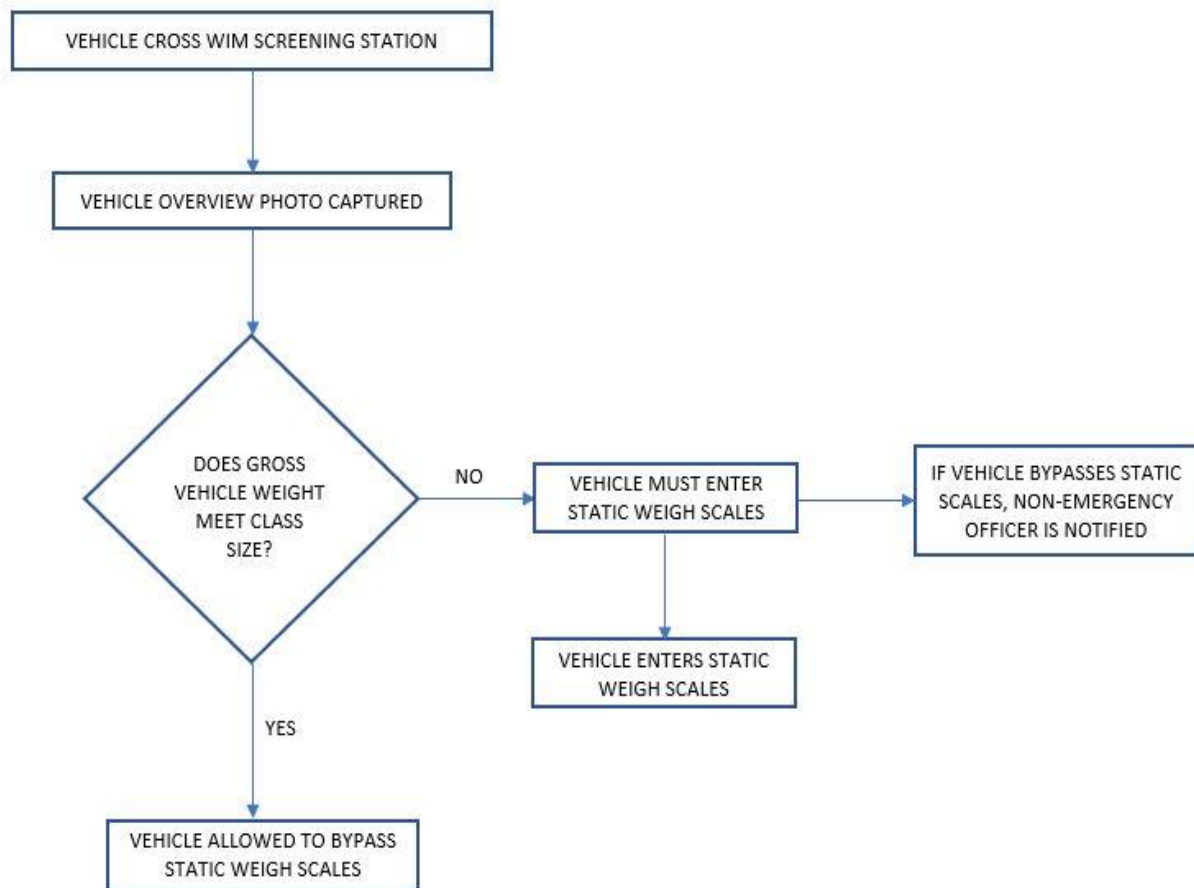 VEHICLE CROSS WIM SCREENING STATION
VEHICLE OVERVIEW PHOTO CAPTURED
DOES GROSS
VEHICLE WEIGHT
MEET CLASS
SIZE?
NO
VEHICLE MUST ENTER
STATIC WEIGH SCALES
IF VEHICLE BYPASSES STATIC
SCALES, NON-EMERGENCY
OFFICER IS NOTIFIED
VEHICLE ENTERS STATIC
WEIGH SCALES
YES
VEHICLE ALLOWED TO BYPASS
STATIC WEIGH SCALES